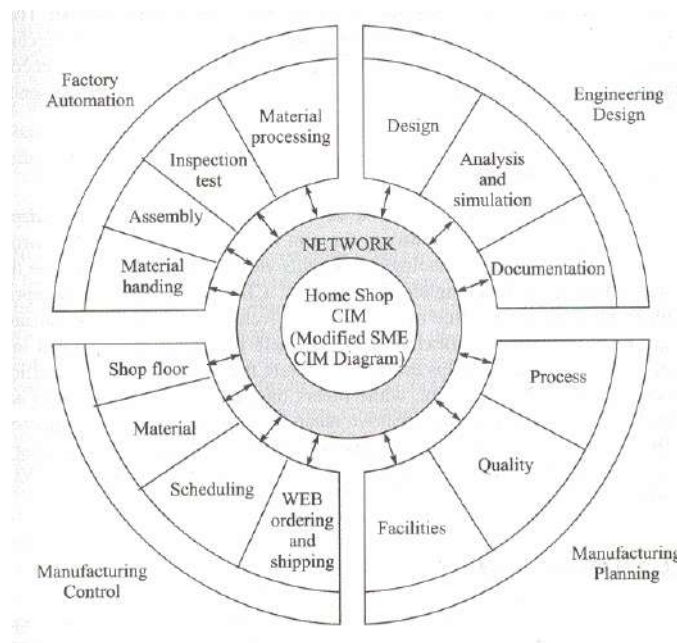 Factory
Automation
Material
processing
Inspection
test
Assembly
Material
handing
Engineering
Design
Design
Analysis
and
simulation
Documentation
NETWORK
Home Shop
CIM
(Modified SME
CIM Diagram)
Shop floor
Material
Scheduling
WEB
ordering
and
shipping
Manufacturing
Control
Process
Quality
Facilities
Manufacturing
Planning